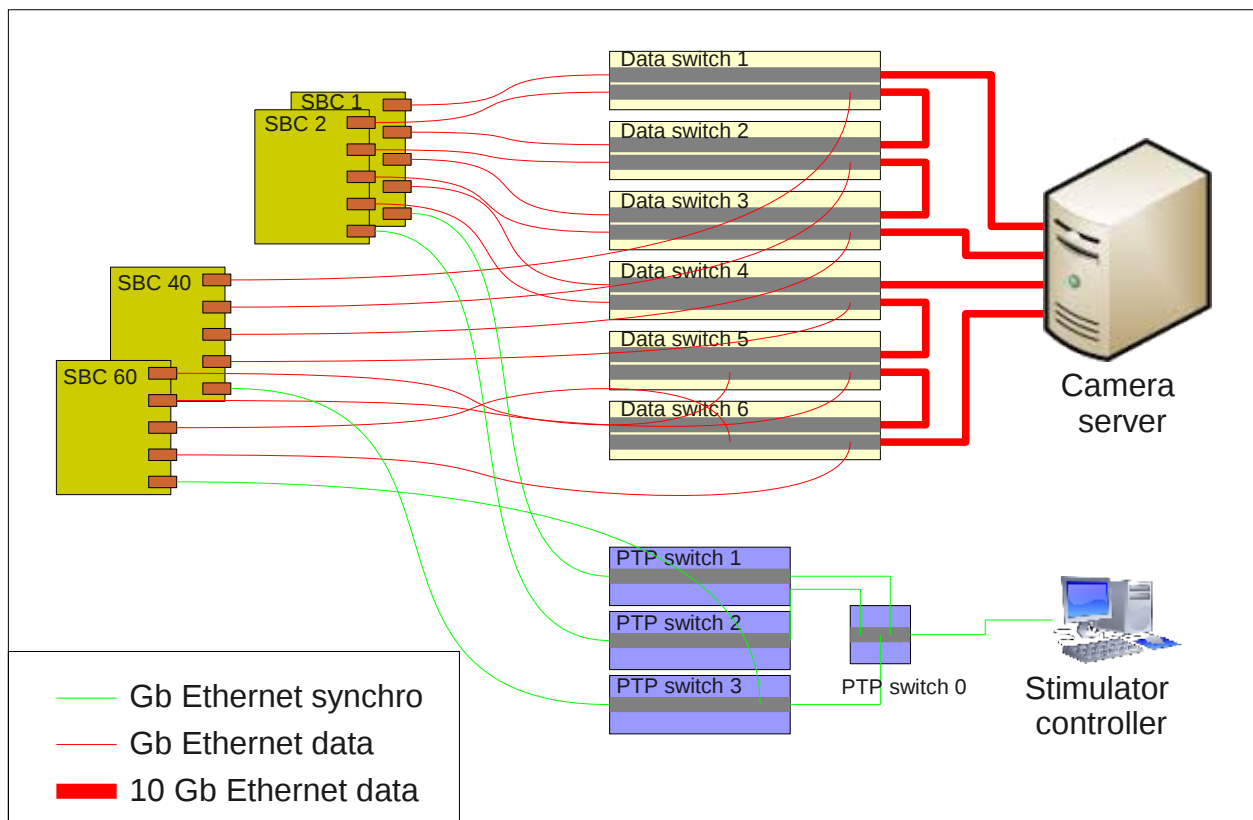 SBC 1
SBC 2
SBC 40
SBC 60
Data switch 1
Data switch 2
Data switch 3
Data switch 4
Data switch 5
Data switch 6
Camera
server
PTP switch 1
PTP switch 2
PTP switch 3
PTP switch 0
Stimulator
controller
Gb Ethernet synchro
Gb Ethernet data
10 Gb Ethernet data